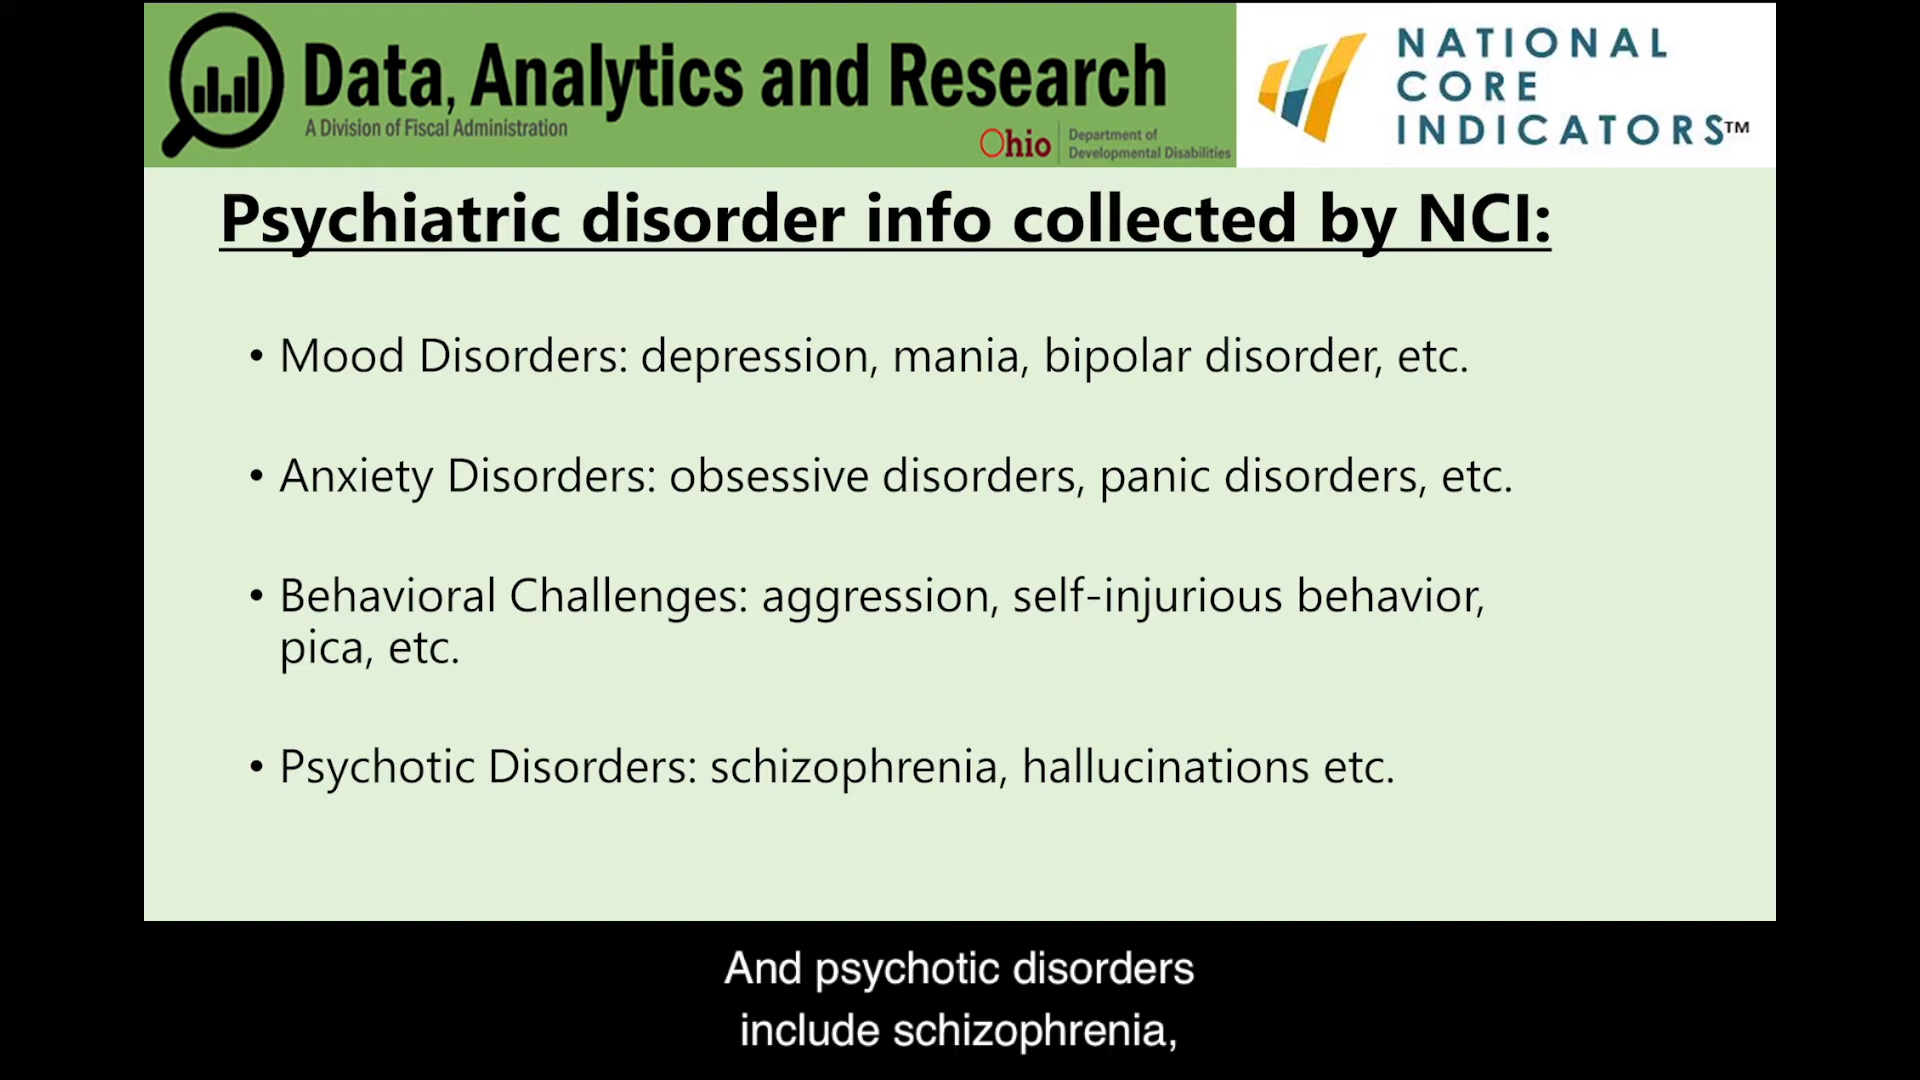 Data, Analytics and Research
A Division of Fiscal Administration
Ohio
Department of
Developmental Disabilities
NATIONAL
CORE
INDICATORS™
Psychiatric disorder info collected by NCI:
• Mood Disorders: depression, mania, bipolar disorder, etc.
• Anxiety Disorders: obsessive disorders, panic disorders, etc.
• Behavioral Challenges: aggression, self-injurious behavior,
pica, etc.
• Psychotic Disorders: schizophrenia, hallucinations etc.
And psychotic disorders
include schizophrenia,